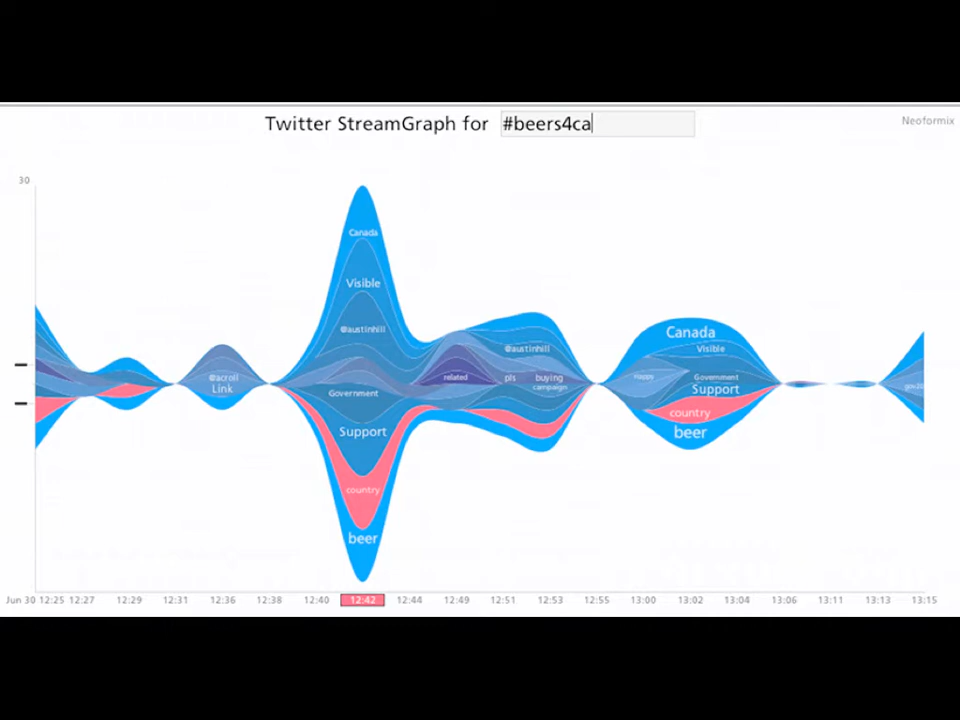 Twitter StreamGraph for #beers4ca
Neoformix
30
Canada
Visible
@austinhill
Government
Support
country
beer
@acroll
Link
related
@austinhill
pls
buying
campaign
Canada
Visible
happy
Government
Support
country
beer
Jun 30 12:25 12:27 12:29 12:31 12:36 12:38 12:40 12:42 12:44 12:49 12:51 12:53 12:55 13:00 13:02 13:04 13:06 13:11 13:13 13:15